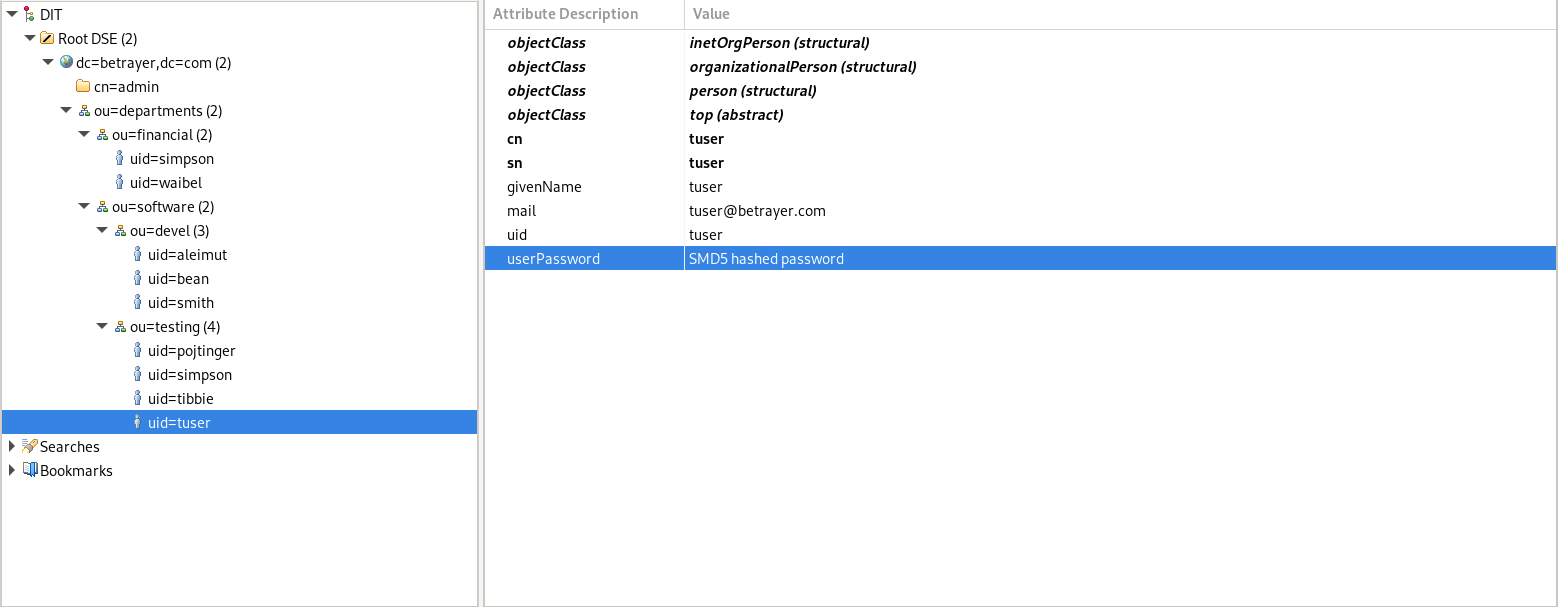 DIT
Root DSE (2)
dc=betrayer,dc=com (2)
cn=admin
ou=departments (2)
ou=financial (2)
uid=simpson
uid=waibel
ou=software (2)
ou=devel (3)
uid=aleimut
uid=bean
uid=smith
ou=testing (4)
uid=pojtinger
uid=simpson
uid=tibbie
uid=tuser
Searches
Bookmarks
Attribute Description Value
objectClass inetOrgPerson (structural)
objectClass organizationalPerson (structural)
objectClass person (structural)
objectClass top (abstract)
cn tuser
sn tuser
givenName tuser
mail tuser@betrayer.com
uid tuser
userPassword SMD5 hashed password